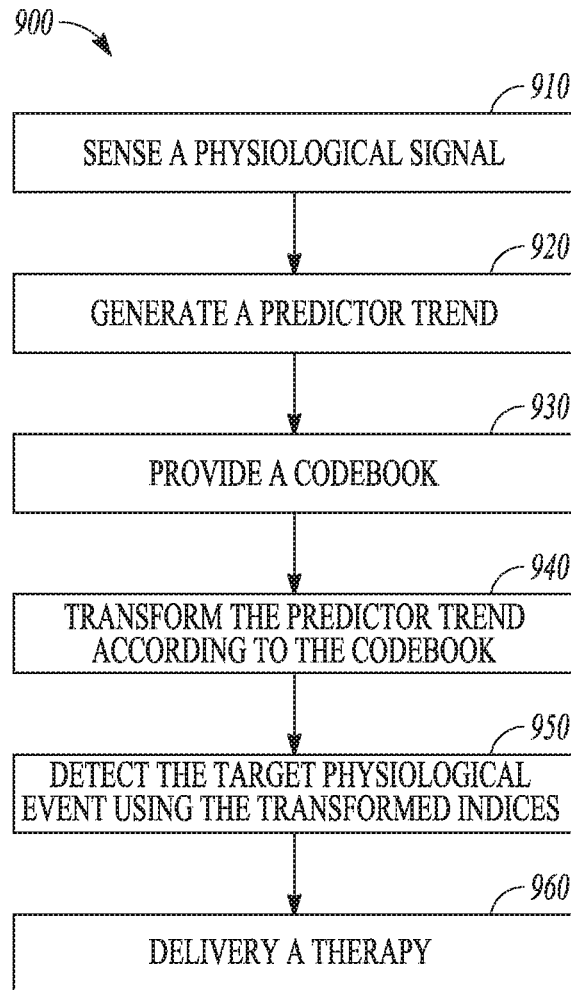 900
910
SENSE A PHYSIOLOGICAL SIGNAL
920
GENERATE A PREDICTOR TREND
930
PROVIDE A CODEBOOK
940
TRANSFORM THE PREDICTOR TREND
ACCORDING TO THE CODEBOOK
950
DETECT THE TARGET PHYSIOLOGICAL
EVENT USING THE TRANSFORMED INDICES
960
DELIVERY A THERAPY